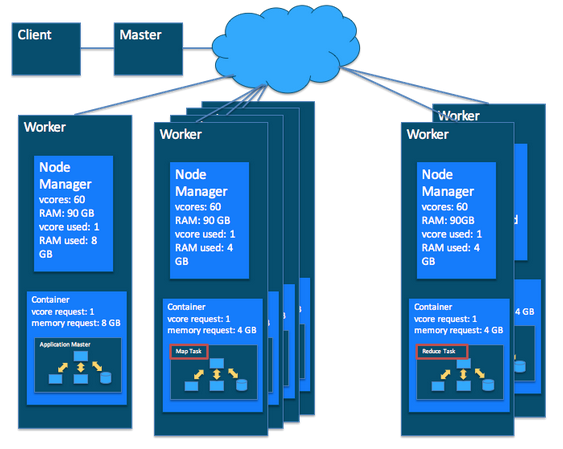 Client
Master
Worker
Node
Manager
vcores: 60
RAM: 90 GB
vcore used: 1
RAM used: 8
GB
Container
vcore request: 1
memory request: 8 GB
Application Master
Worker
Node
Manager
vcores: 60
RAM: 90 GB
vcore used: 1
RAM used: 4
GB
Container
vcore request: 1
memory request: 4 GB
Map Task
Worker
Node
Manager
vcores: 60
RAM: 90GB
vcore used: 1
RAM used: 4
GB
Container
vcore request: 1
memory request: 4 GB
Reduce Task
Worker
d
4 GB